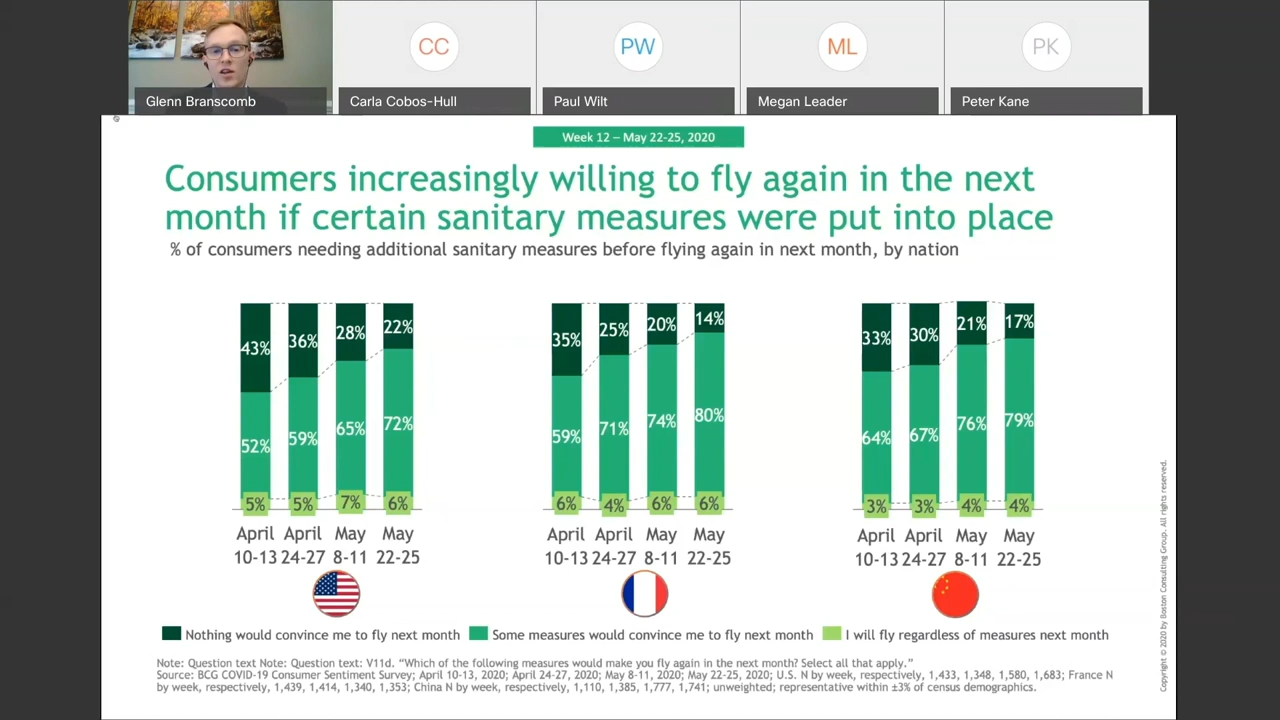 CC
PW
ML
PK
Glenn Branscomb
Carla Cobos-Hull
Paul Wilt
Megan Leader
Peter Kane
Week 12 – May 22-25, 2020
Consumers increasingly willing to fly again in the next
month if certain sanitary measures were put into place
% of consumers needing additional sanitary measures before flying again in next month, by nation
43% 36% 28% 22%
52% 59% 65% 72%
5% 5% 7% 6%
April April May May
10-13 24-27 8-11 22-25
35% 25% 20% 14%
59% 71% 74% 80%
6% 4% 6% 6%
April April May May
10-13 24-27 8-11 22-25
33% 30% 21% 17%
64% 67% 76% 79%
3% 3% 4% 4%
April April May May
10-13 24-27 8-11 22-25
Nothing would convince me to fly next month
Some measures would convince me to fly next month
I will fly regardless of measures next month
Note: Question text Note: Question text: V11d. “Which of the following measures would make you fly again in the next month? Select all that apply.”
Source: BCG COVID-19 Consumer Sentiment Survey; April 10-13, 2020; April 24-27, 2020; May 8-11, 2020; May 22-25, 2020; U.S. N by week, respectively, 1,433, 1,348, 1,580, 1,683; France N
by week, respectively, 1,439, 1,414, 1,340, 1,353; China N by week, respectively, 1,110, 1,385, 1,777, 1,741; unweighted; representative within ±3% of census demographics.
Copyright © 2020 by Boston Consulting Group. All rights reserved.